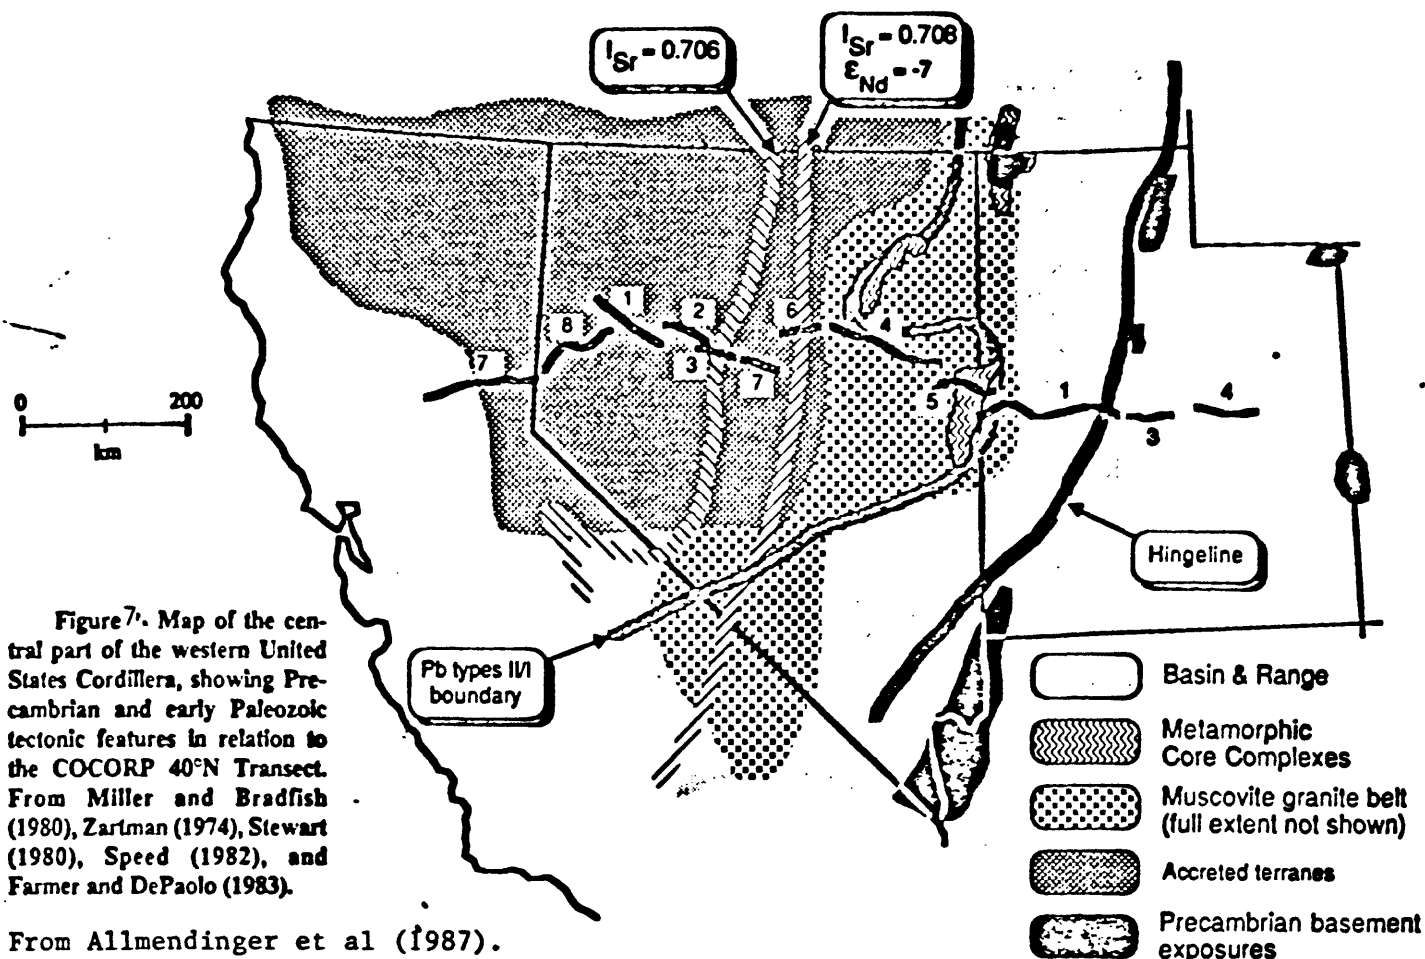 I Sr = 0.706
I Sr = 0.708
ε Nd = -7
1
2
6
4
8
7
3
7
5
1
3
4
0 200
km
Hingeline
Pb types II/I
boundary
Figure 7'. Map of the cen-
tral part of the western United
States Cordillera, showing Pre-
cambrian and early Paleozoic
tectonic features in relation to
the COCORP 40°N Transect.
From Miller and Bradfish
(1980), Zartman (1974), Stewart
(1980), Speed (1982), and
Farmer and DePaolo (1983).
From Allmendinger et al (1987).
Basin & Range
Metamorphic
Core Complexes
Muscovite granite belt
(full extent not shown)
Accreted terranes
Precambrian basement
exposures